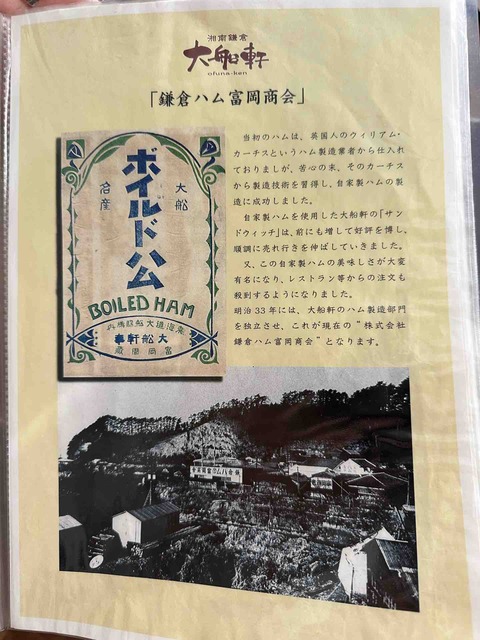 湘南鎌倉
大船軒
ofuna-ken
「鎌倉ハム富岡商会」
当初のハムは、英国人のウィリアム・
カーチスというハム製造業者から仕入れ
ておりましが、苦心の末、そのカーチス
から製造技術を習得し、自家製ハムの製
造に成功しました。
自家製ハムを使用した大船軒の「サン
ドウィッチ」は、前にも増して好評を博し、
順調に売れ行きを伸ばしていきました。
又、この自家製ハムの美味しさが大変
有名になり、レストラン等からの注文も
殺到するようになりました。
明治33年には、大船軒のハム製造部門
を独立させ、これが現在の"株式会社
鎌倉ハム富岡商会"となります。
大船
ボイルドハム
名産
BOILED HAM
大船軒